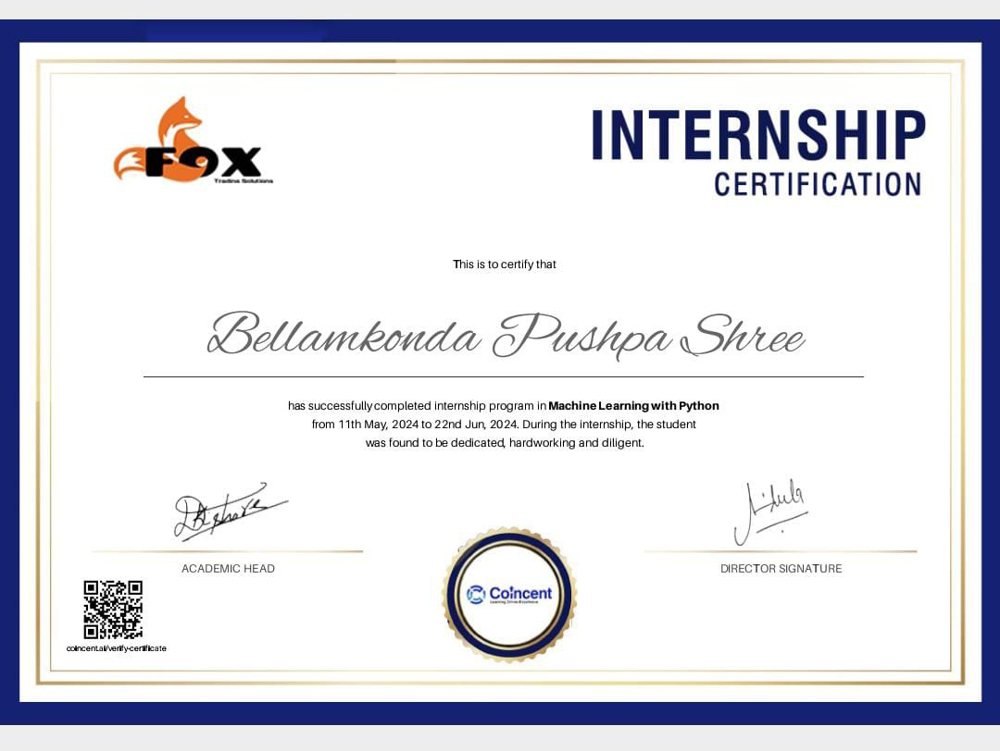 FOX
Trading Solutions
INTERNSHIP
CERTIFICATION
This is to certify that
Bellamkonda Pushpa Shree
has successfully completed internship program in Machine Learning with Python
from 11th May, 2024 to 22nd Jun, 2024. During the internship, the student
was found to be dedicated, hardworking and diligent.
ACADEMIC HEAD
DIRECTOR SIGNATURE
Coincent
Learning Drives Excellence
coincent.ai/verify-certificate